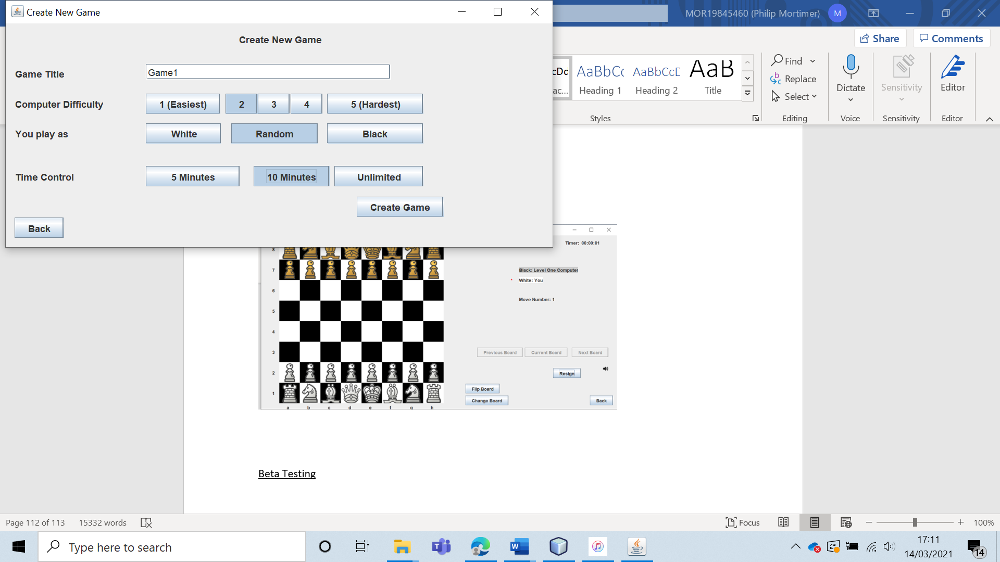 Create New Game
MOR19845460 (Philip Mortimer) M
Create New Game
Share Comments
Game Title Game1
cDc AaBbCc AaBbCcD AaB
ac... Heading 1 Heading 2 Title
Find
Replace
Select
Dictate
Sensitivity
Editor
Styles Editing Voice Sensitivity Editor
Computer Difficulty 1 (Easiest) 2 3 4 5 (Hardest)
You play as White Random Black
Time Control 5 Minutes 10 Minutes Unlimited
Create Game
Back
Timer: 00:00:01
8
7
6
5
4
3
2
1
a b c d e f g h
Black: Level One Computer
* White: You
Move Number: 1
Previous Board Current Board Next Board
Resign
Flip Board
Change Board Back
Beta Testing
Page 112 of 113 15332 words Focus 100%
Type here to search
17:11
14/03/2021
14